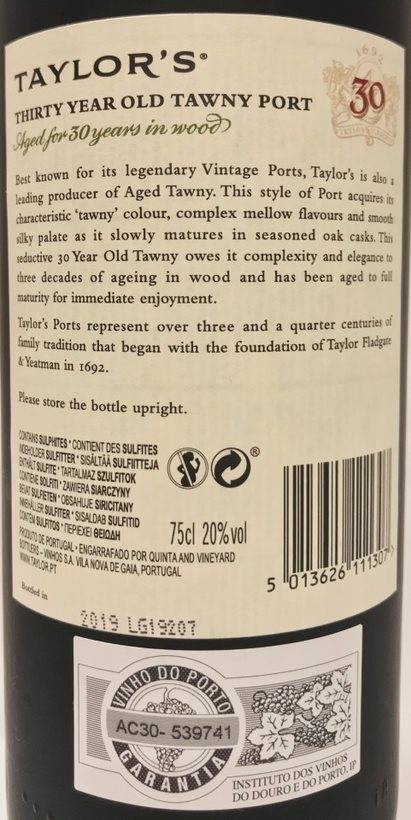 TAYLOR'S®
1692
30
THIRTY YEAR OLD TAWNY PORT
Aged for 30 years in wood
Best known for its legendary Vintage Ports, Taylor's is also a
leading producer of Aged Tawny. This style of Port acquires its
characteristic 'tawny' colour, complex mellow flavours and smooth
silky palate as it slowly matures in seasoned oak casks. This
seductive 30 Year Old Tawny owes it complexity and elegance to
three decades of ageing in wood and has been aged to full
maturity for immediate enjoyment.
Taylor's Ports represent over three and a quarter centuries of
family tradition that began with the foundation of Taylor Fladgate
& Yeatman in 1692.
Please store the bottle upright.
CONTAINS SULPHITES * CONTIENT DES SULFITES
INDEHOLDER SULFITTER * SISÄLTÄÄ SULFIITTEJA
ENTHÄLT SULFITE * TARTALMAZ SZULFITOK
CONTIENE SOLFITI * ZAWIERA SIARCZYNY
BEVAT SULFIETEN * OBSAHUJE SIRICITANY
INNEHÅLLER SULFITER * SISALDAB SULFITID
CONTÉM SULFITOS * ΠΕΡΙΕΧΕΙ ΘΕΙΩΔΗ
PRODUTO DE PORTUGAL • ENGARRAFADO POR QUINTA AND VINEYARD
BOTTLERS - VINHOS S.A. VILA NOVA DE GAIA, PORTUGAL
WWW.TAYLOR.PT
®
75cl 20%vol
5 013626 111307 >
Bottled in
2019 LG19207
VINHO DO PORTO
AC30- 539741
GARANTIA
INSTITUTO DOS VINHOS
DO DOURO E DO PORTO, IP